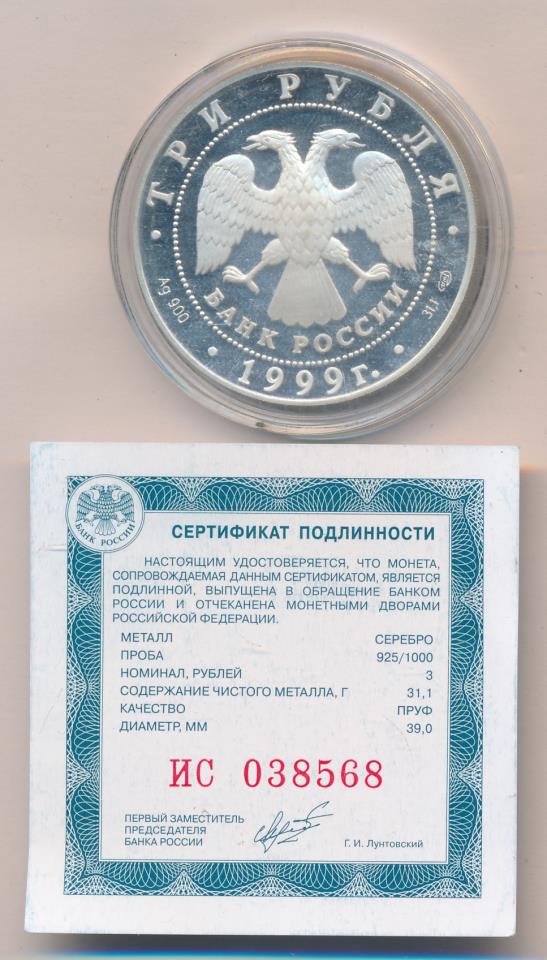 ТРИ РУБЛЯ
Ag 900
31,1
БАНК РОССИИ
1999 г.
БАНК РОССИИ
СЕРТИФИКАТ ПОДЛИННОСТИ
НАСТОЯЩИМ УДОСТОВЕРЯЕТСЯ, ЧТО МОНЕТА,
СОПРОВОЖДАЕМАЯ ДАННЫМ СЕРТИФИКАТОМ, ЯВЛЯЕТСЯ
ПОДЛИННОЙ, ВЫПУЩЕНА В ОБРАЩЕНИЕ БАНКОМ
РОССИИ И ОТЧЕКАНЕНА МОНЕТНЫМИ ДВОРАМИ
РОССИЙСКОЙ ФЕДЕРАЦИИ.
МЕТАЛЛ СЕРЕБРО
ПРОБА 925/1000
НОМИНАЛ, РУБЛЕЙ 3
СОДЕРЖАНИЕ ЧИСТОГО МЕТАЛЛА, Г 31,1
КАЧЕСТВО ПРУФ
ДИАМЕТР, ММ 39,0
ИС 038568
ПЕРВЫЙ ЗАМЕСТИТЕЛЬ
ПРЕДСЕДАТЕЛЯ
БАНКА РОССИИ Г. И. Лунтовский